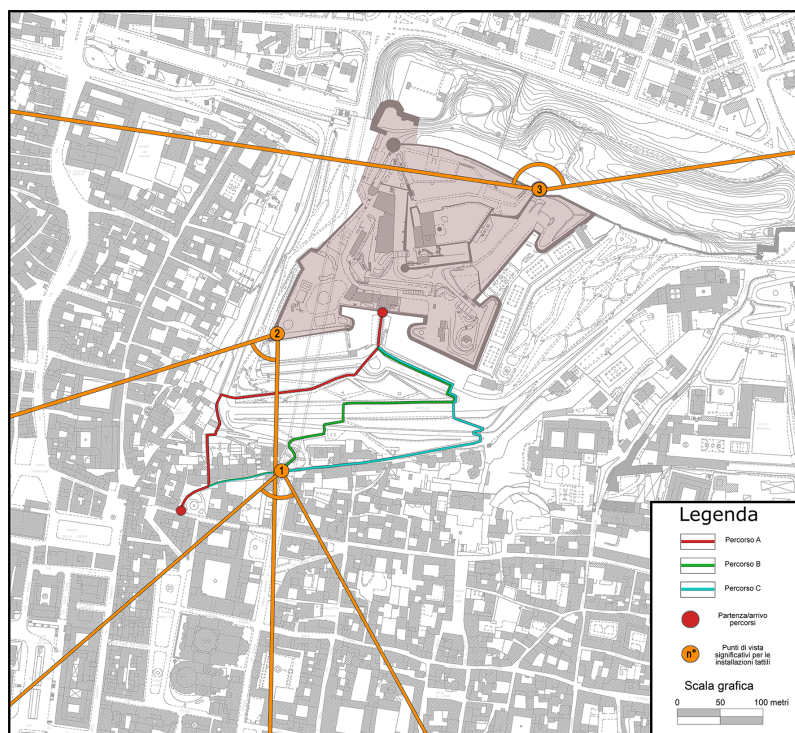 3
2
1
Legenda
Percorso A
Percorso B
Percorso C
Partenza/arrivo
percorsi
n°
Punti di vista
significativi per le
installazioni tattili
Scala grafica
0 50 100 metri